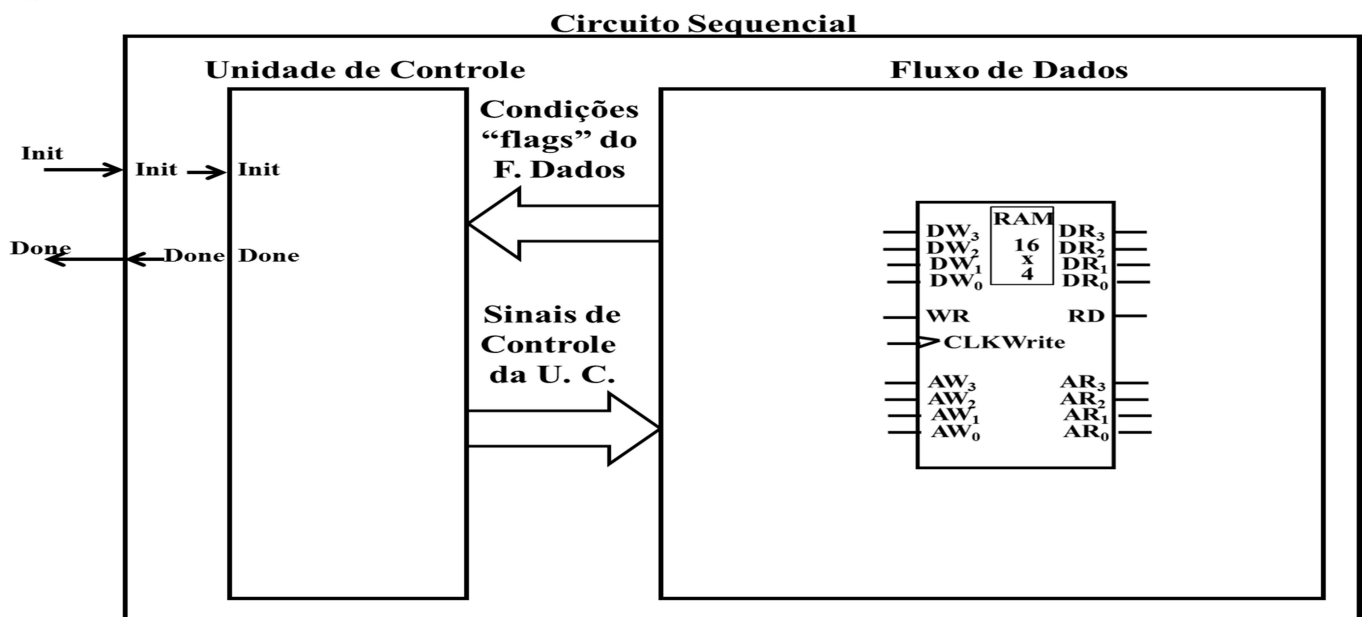 Circuito Sequencial
Unidade de Controle
Fluxo de Dados
Condições
“flags” do
F. Dados
Init
Init
Init
Done
Done
Done
Sinais de
Controle
da U. C.
RAM
16
x
4
DW3
DW2
DW1
DW0
WR
CLKWrite
AW3
AW2
AW1
AW0
DR3
DR2
DR1
DR0
RD
AR3
AR2
AR1
AR0